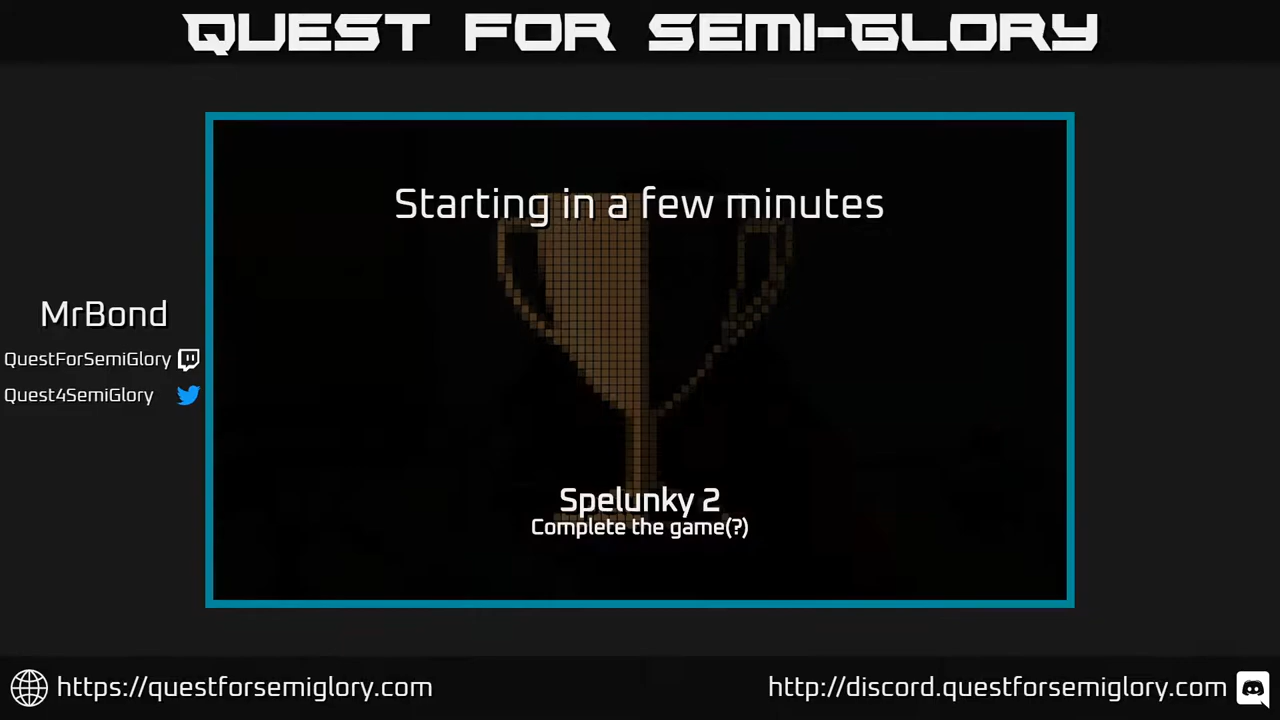 QUEST FOR SEMI-GLORY
Starting in a few minutes
MrBond
QuestForSemiGlory
Quest4SemiGlory
Spelunky 2
Complete the game(?)
https://questforsemiglory.com
http://discord.questforsemiglory.com